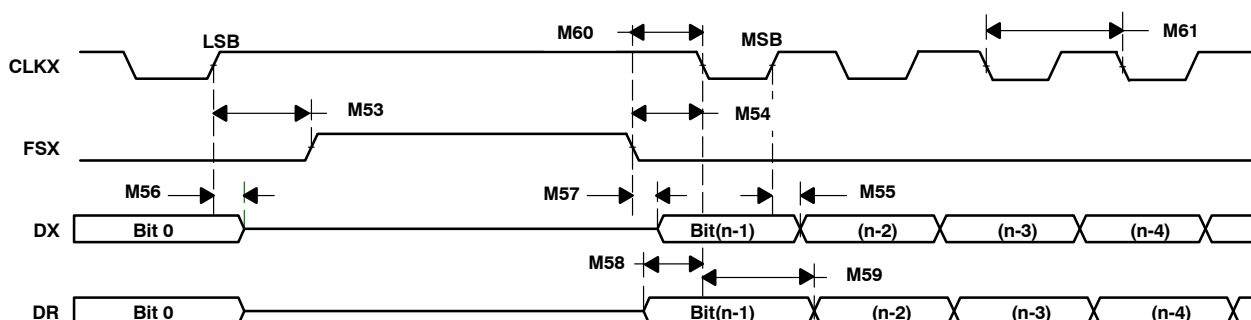 M60
M61
LSB
MSB
CLKX
M53
M54
FSX
M56
M57
M55
DX
Bit 0
Bit(n-1)
(n-2)
(n-3)
(n-4)
M58
M59
DR
Bit 0
Bit(n-1)
(n-2)
(n-3)
(n-4)